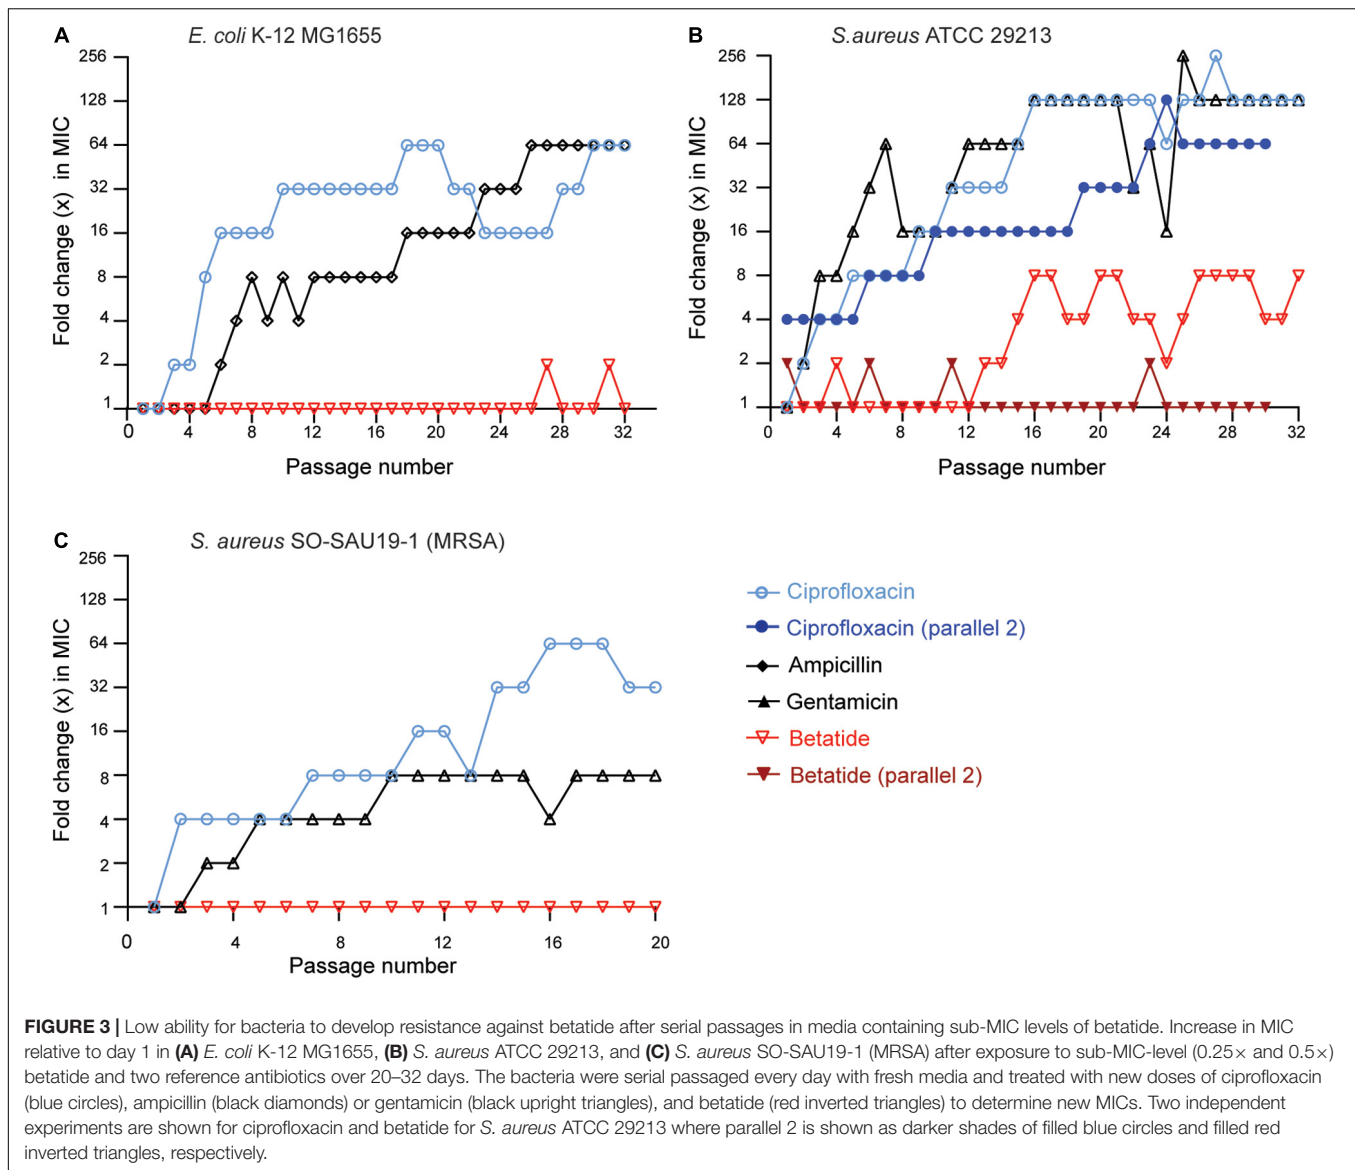 A
E. coli K-12 MG1655
256
128
64
32
16
8
4
2
1
Fold change (x) in MIC
0 4 8 12 16 20 24 28 32
Passage number
B
S.aureus ATCC 29213
256
128
64
32
16
8
4
2
1
Fold change (x) in MIC
0 4 8 12 16 20 24 28 32
Passage number
C
S. aureus SO-SAU19-1 (MRSA)
256
128
64
32
16
8
4
2
1
Fold change (x) in MIC
0 4 8 12 16 20
Passage number
Ciprofloxacin
Ciprofloxacin (parallel 2)
Ampicillin
Gentamicin
Betatide
Betatide (parallel 2)
FIGURE 3 | Low ability for bacteria to develop resistance against betatide after serial passages in media containing sub-MIC levels of betatide. Increase in MIC
relative to day 1 in (A) E. coli K-12 MG1655, (B) S. aureus ATCC 29213, and (C) S. aureus SO-SAU19-1 (MRSA) after exposure to sub-MIC-level (0.25× and 0.5×)
betatide and two reference antibiotics over 20–32 days. The bacteria were serial passaged every day with fresh media and treated with new doses of ciprofloxacin
(blue circles), ampicillin (black diamonds) or gentamicin (black upright triangles), and betatide (red inverted triangles) to determine new MICs. Two independent
experiments are shown for ciprofloxacin and betatide for S. aureus ATCC 29213 where parallel 2 is shown as darker shades of filled blue circles and filled red
inverted triangles, respectively.